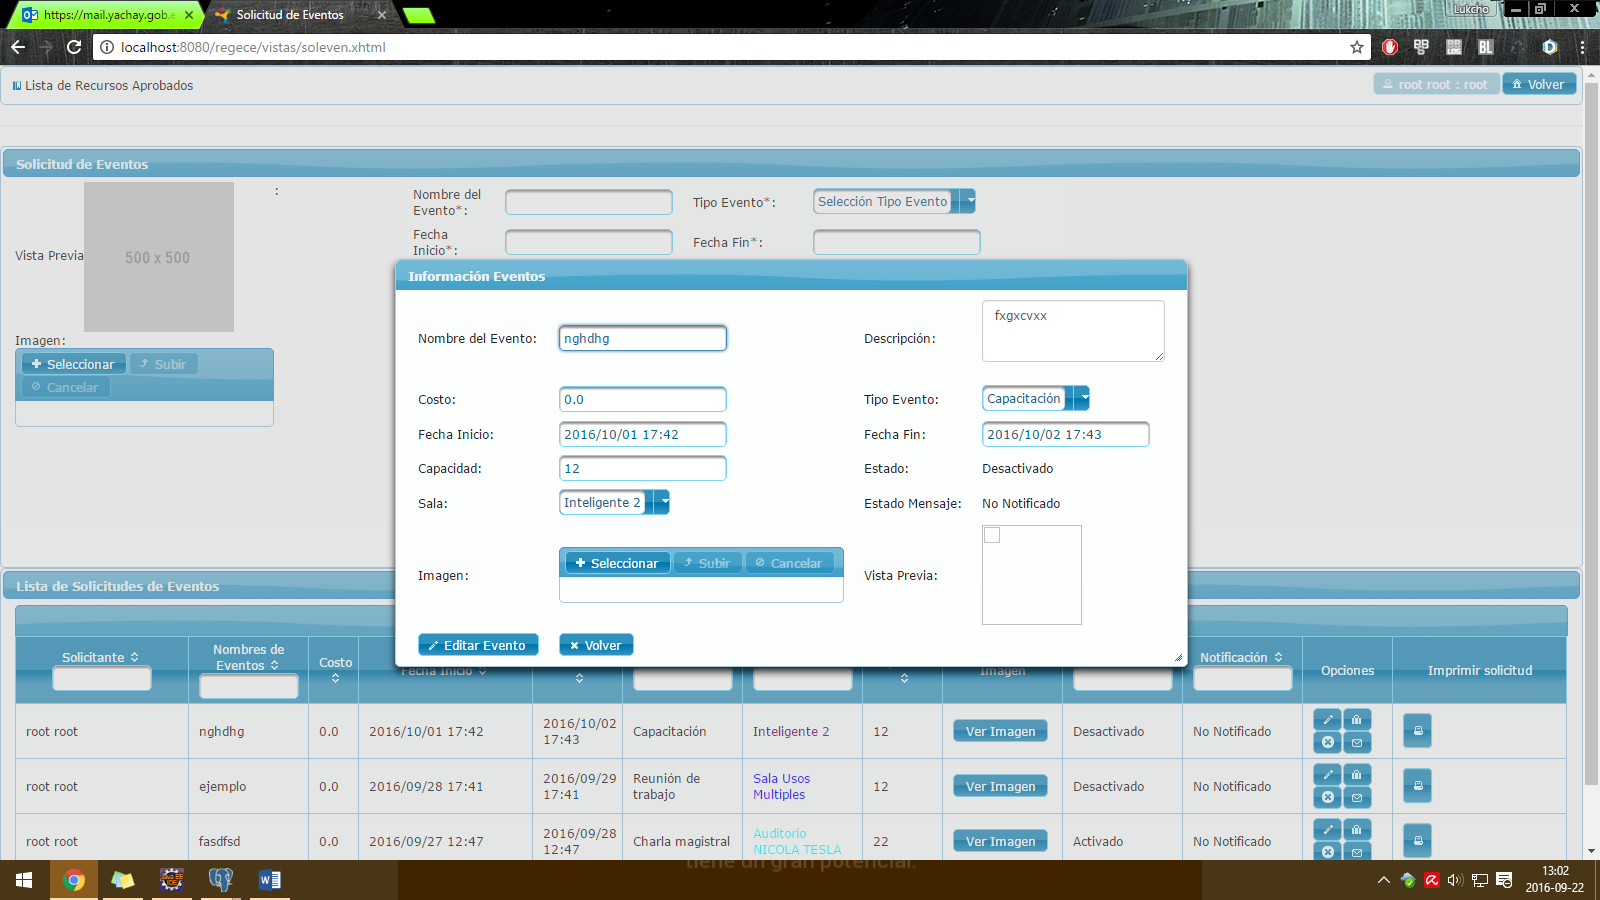 https://mail.yachay.gob.e
Solicitud de Eventos
Lukcho
localhost:8080/regece/vistas/soleven.xhtml
BL
Lista de Recursos Aprobados
root root : root
Volver
Solicitud de Eventos
Vista Previa
500 x 500
:
Nombre del
Evento*:
Tipo Evento*:
Selección Tipo Evento
Fecha
Inicio*:
Fecha Fin*:
Imagen:
Seleccionar
Subir
Cancelar
Información Eventos
Nombre del Evento:
nghdhg
Descripción:
fxgxcvxx
Costo:
0.0
Tipo Evento:
Capacitación
Fecha Inicio:
2016/10/01 17:42
Fecha Fin:
2016/10/02 17:43
Capacidad:
12
Estado:
Desactivado
Sala:
Inteligente 2
Estado Mensaje:
No Notificado
Imagen:
Seleccionar
Subir
Cancelar
Vista Previa:
Editar Evento
Volver
Lista de Solicitudes de Eventos
Solicitante
Nombres de
Eventos
Costo
Fecha Inicio
Imagen
Notificación
Opciones
Imprimir solicitud
root root
nghdhg
0.0
2016/10/01 17:42
2016/10/02
17:43
Capacitación
Inteligente 2
12
Ver Imagen
Desactivado
No Notificado
root root
ejemplo
0.0
2016/09/28 17:41
2016/09/29
17:41
Reunión de
trabajo
Sala Usos
Multiples
12
Ver Imagen
Desactivado
No Notificado
root root
fasdfsd
0.0
2016/09/27 12:47
2016/09/28
12:47
Charla magistral
Auditorio
NICOLA TESLA
22
Ver Imagen
Activado
No Notificado
tiene un gran potencial.
13:02
2016-09-22